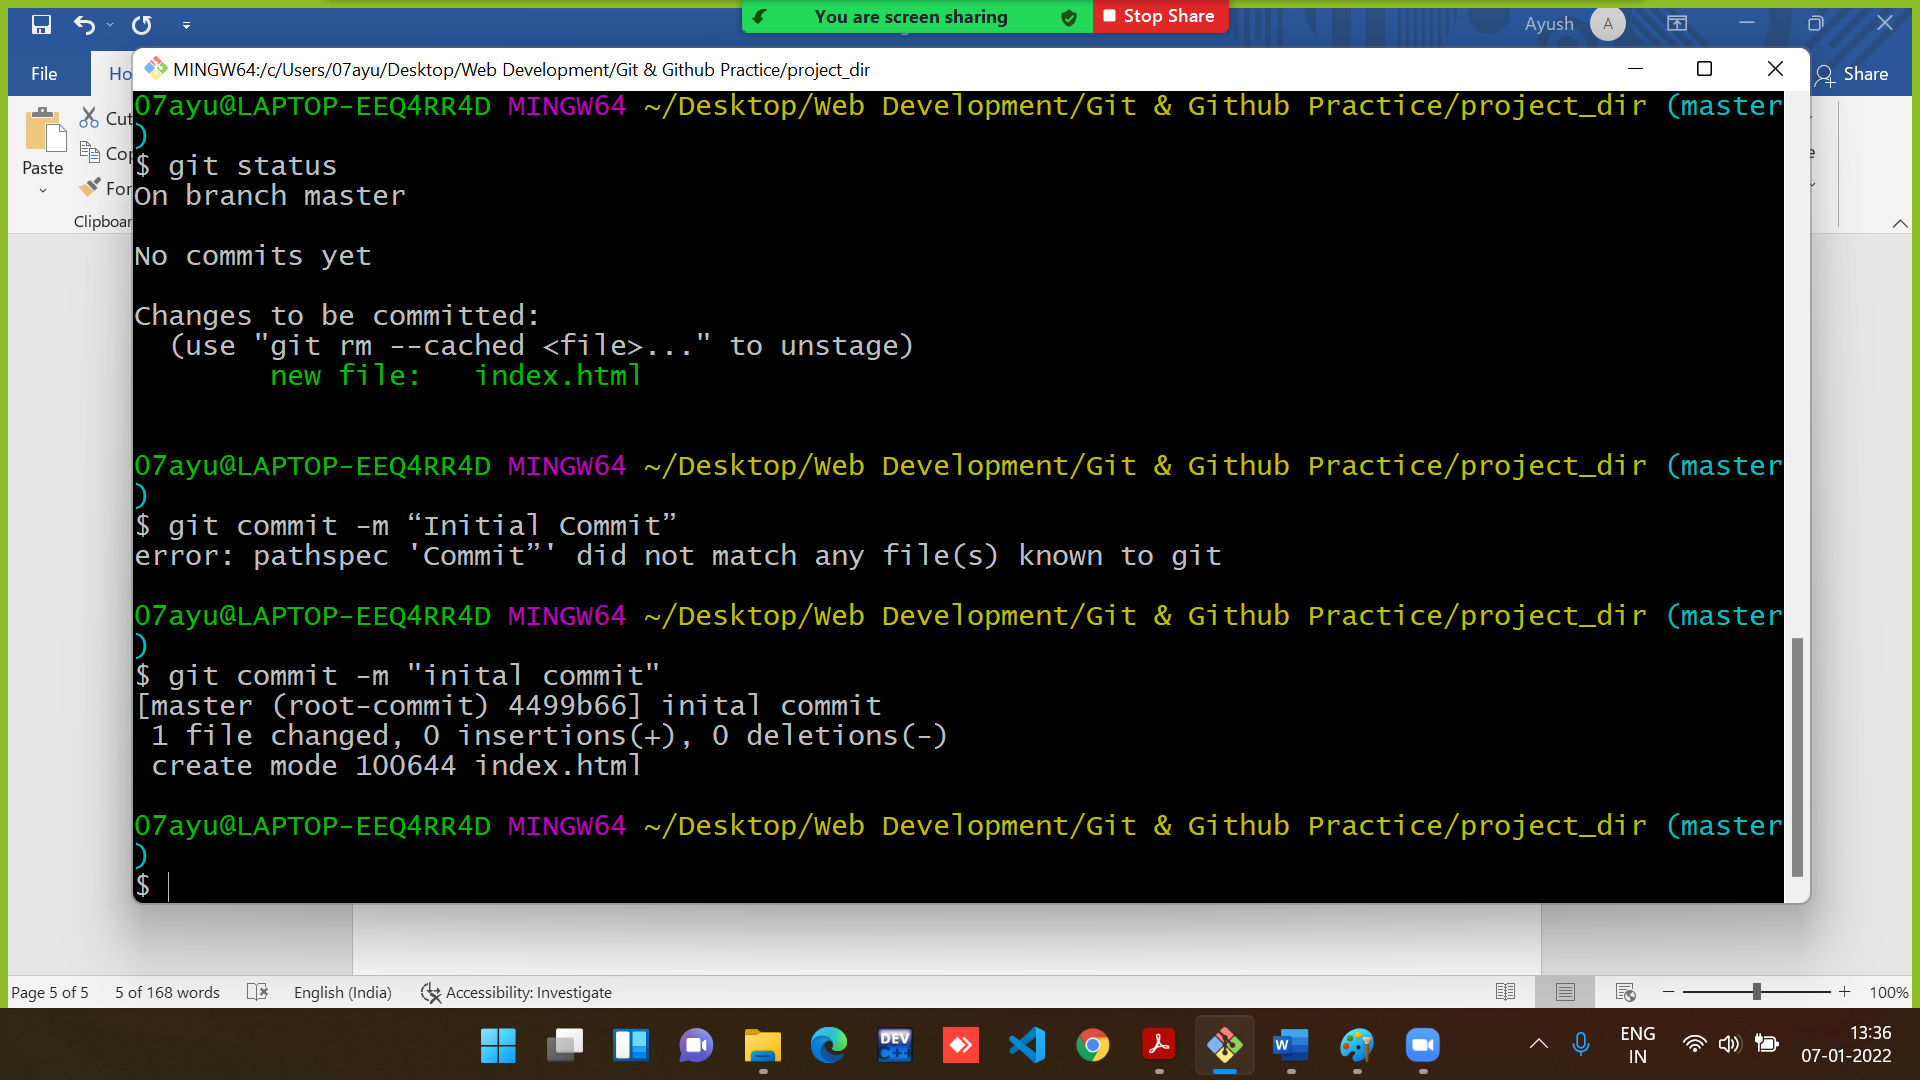 You are screen sharing
Stop Share
Ayush
A
File
Ho
Share
MINGW64:/c/Users/07ayu/Desktop/Web Development/Git & Github Practice/project_dir
Paste
Cut
Cop
For
Clipboar
07ayu@LAPTOP-EEQ4RR4D MINGW64 ~/Desktop/Web Development/Git & Github Practice/project_dir (master
)
$ git status
On branch master
No commits yet
Changes to be committed:
(use "git rm --cached <file>..." to unstage)
new file:   index.html
07ayu@LAPTOP-EEQ4RR4D MINGW64 ~/Desktop/Web Development/Git & Github Practice/project_dir (master
)
$ git commit -m “Initial Commit”
error: pathspec 'Commit”' did not match any file(s) known to git
07ayu@LAPTOP-EEQ4RR4D MINGW64 ~/Desktop/Web Development/Git & Github Practice/project_dir (master
)
$ git commit -m "inital commit"
[master (root-commit) 4499b66] inital commit
1 file changed, 0 insertions(+), 0 deletions(-)
create mode 100644 index.html
07ayu@LAPTOP-EEQ4RR4D MINGW64 ~/Desktop/Web Development/Git & Github Practice/project_dir (master
)
$
Page 5 of 5
5 of 168 words
English (India)
Accessibility: Investigate
100%
DEV
C++
W
ENG
IN
13:36
07-01-2022